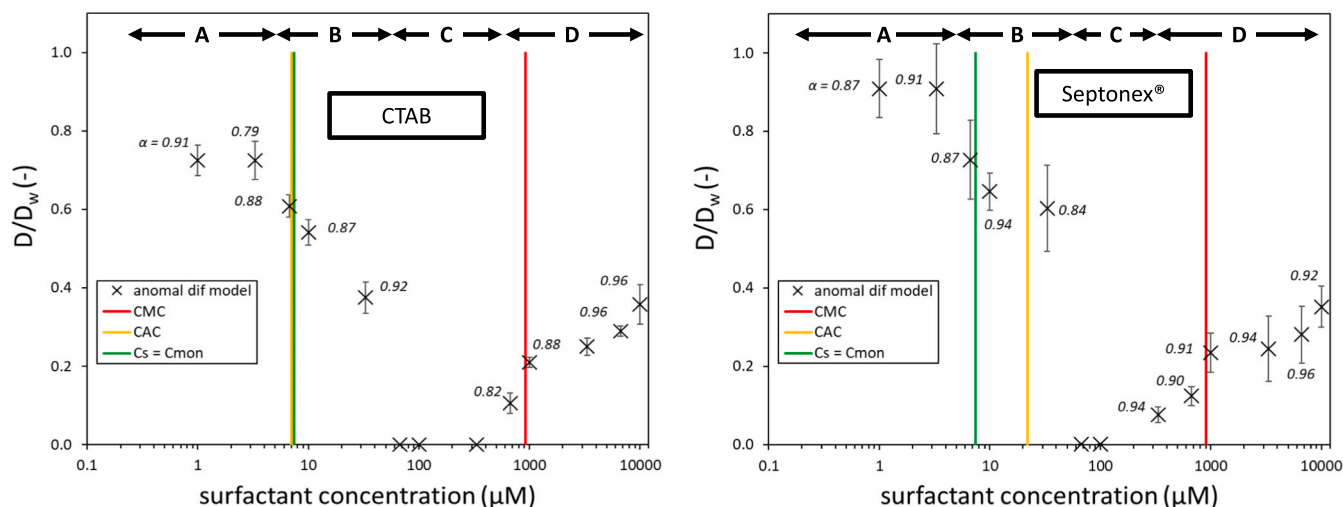 A B C D
1.0
0.8
0.6
0.4
0.2
0.0
D/Dw (-)
CTAB
α = 0.91
0.79
0.88
0.87
0.92
0.82
0.88
0.96
0.96
anomal dif model
CMC
CAC
Cs = Cmon
0.1 1 10 100 1000 10000
surfactant concentration (μM)
A B C D
1.0
0.8
0.6
0.4
0.2
0.0
D/Dw (-)
Septonex®
α = 0.87
0.91
0.87
0.94
0.84
0.94
0.90
0.91
0.94
0.96
0.92
anomal dif model
CMC
CAC
Cs = Cmon
0.1 1 10 100 1000 10000
surfactant concentration (μM)